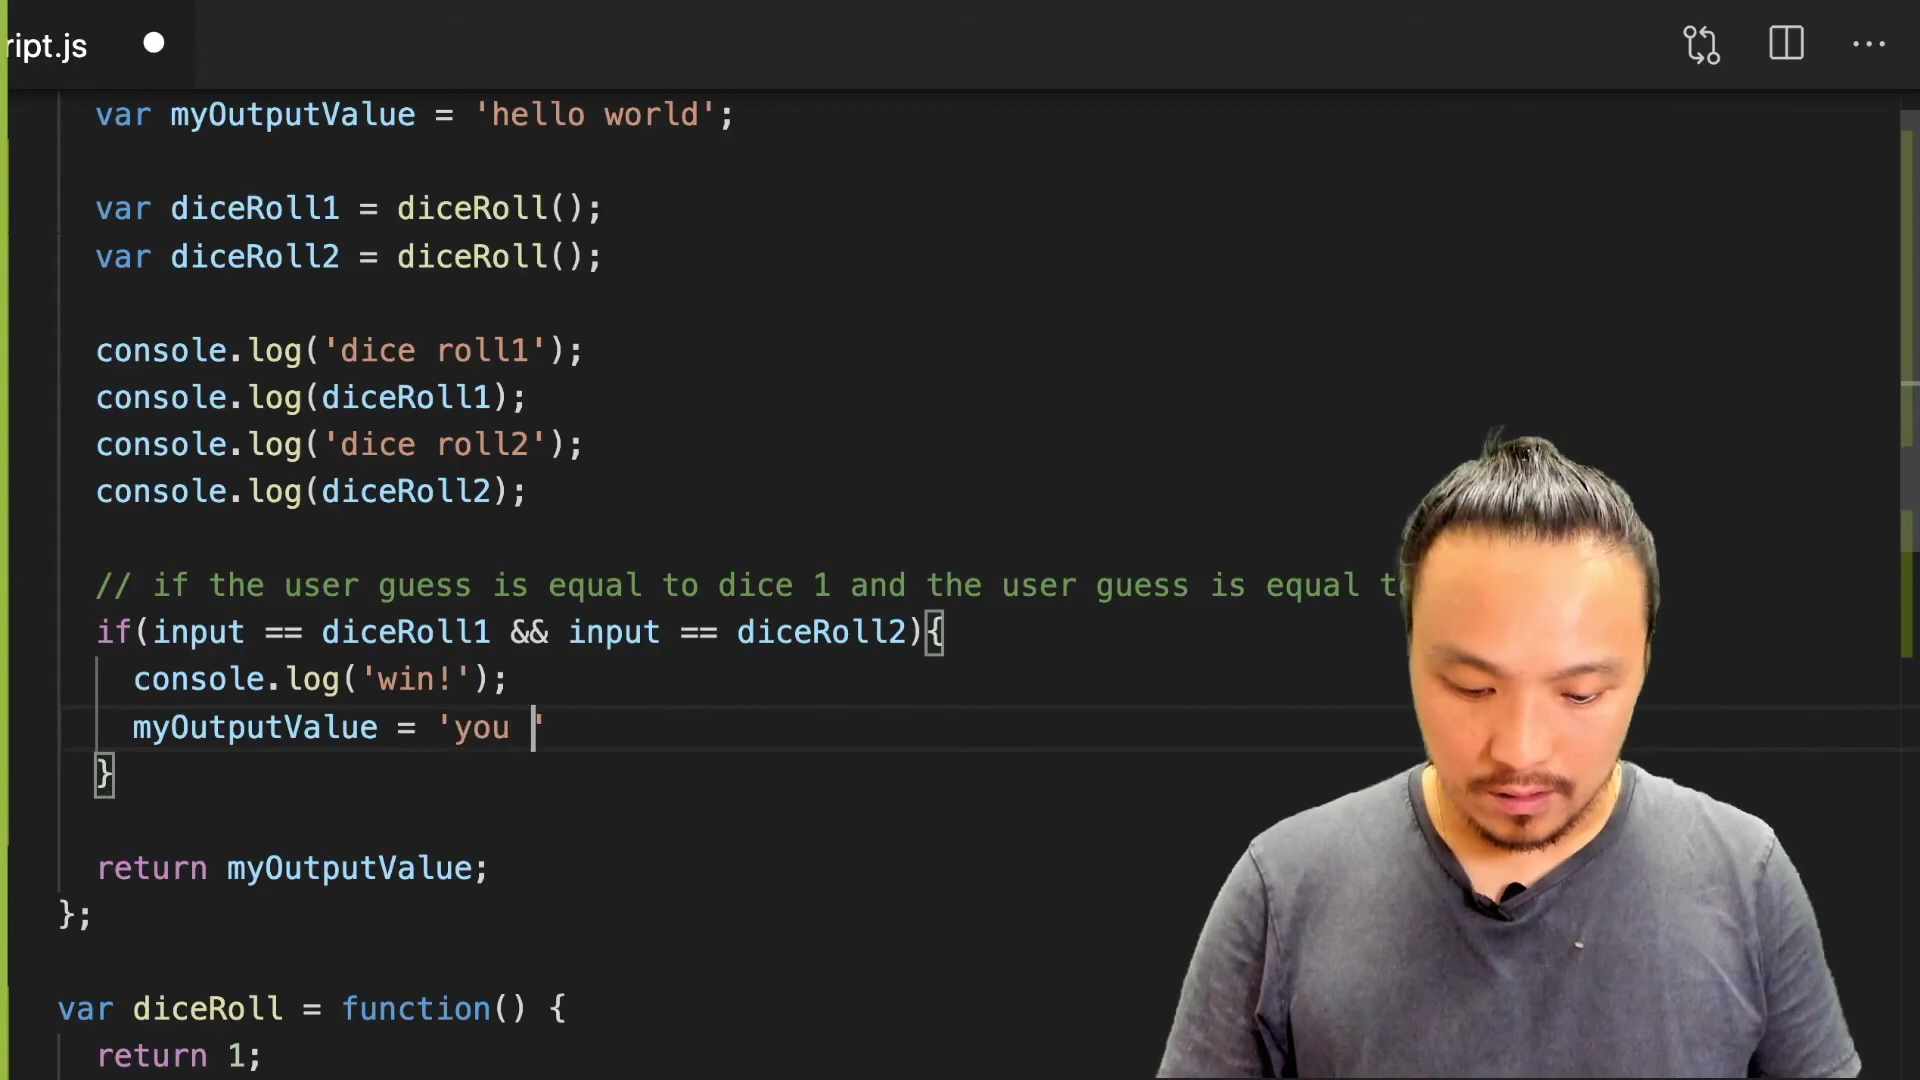 ript.js
var myOutputValue = 'hello world';
var diceRoll1 = diceRoll();
var diceRoll2 = diceRoll();
console.log('dice roll1');
console.log(diceRoll1);
console.log('dice roll2');
console.log(diceRoll2);
// if the user guess is equal to dice 1 and the user guess is equal t
if(input == diceRoll1 && input == diceRoll2){
console.log('win!');
myOutputValue = 'you '
}
return myOutputValue;
};
var diceRoll = function() {
return 1;